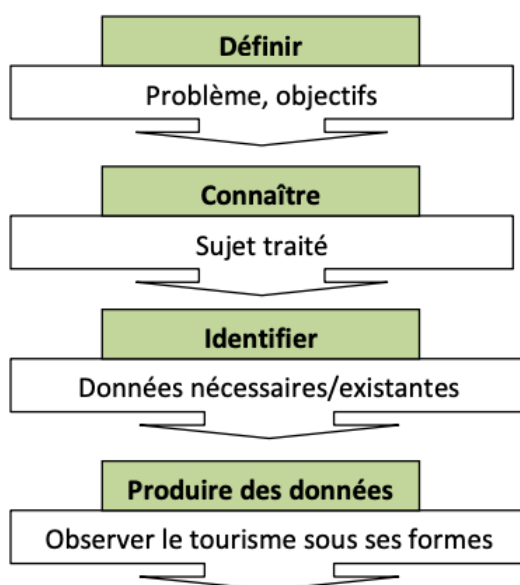 Définir
Problème, objectifs
Connaître
Sujet traité
Identifier
Données nécessaires/existantes
Produire des données
Observer le tourisme sous ses formes